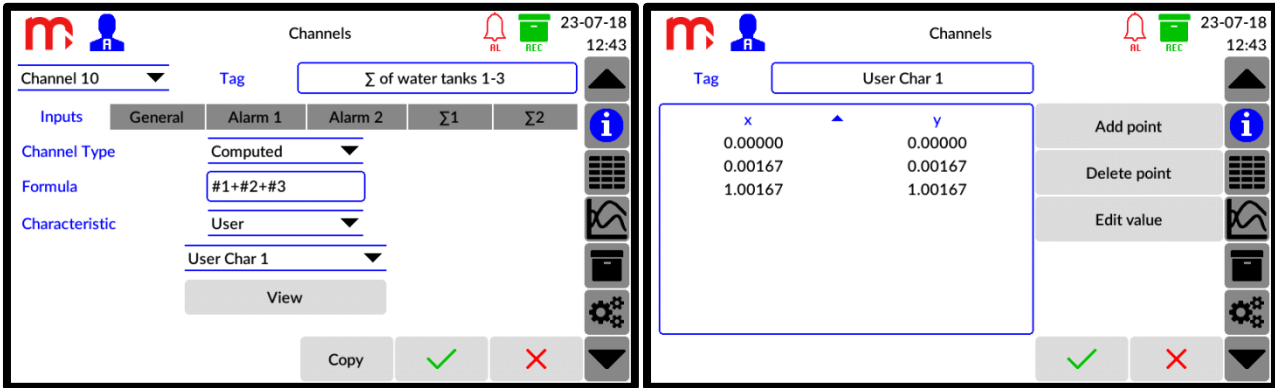 Channels
AL
REC
23-07-18
12:43
Channel 10
Tag
∑ of water tanks 1-3
Inputs General Alarm 1 Alarm 2 ∑1 ∑2
Channel Type Computed
Formula #1+#2+#3
Characteristic User
User Char 1
View
Copy
Channels
AL
REC
23-07-18
12:43
Tag
User Char 1
x y
0.00000 0.00000
0.00167 0.00167
1.00167 1.00167
Add point
Delete point
Edit value